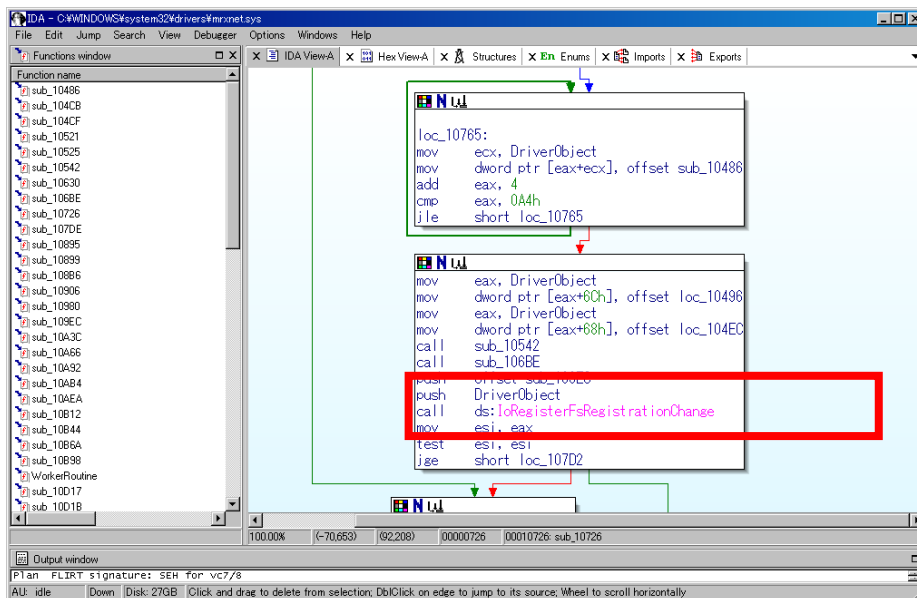 IDA - C:¥WINDOWS¥system32¥drivers¥mrxnet.sys
File Edit Jump Search View Debugger Options Windows Help
Functions window
IDA View-A Hex View-A Structures En Enums Imports Exports
Function name
sub_10486
sub_104CB
sub_104CF
sub_10521
sub_10525
sub_10542
sub_10630
sub_106BE
sub_10726
sub_107DE
sub_10895
sub_10899
sub_108B6
sub_10906
sub_10980
sub_109EC
sub_10A3C
sub_10A66
sub_10A92
sub_10AB4
sub_10AEA
sub_10B12
sub_10B44
sub_10B6A
sub_10B98
WorkerRoutine
sub_10D17
sub_10D1B
loc_10765:
mov ecx, DriverObject
mov dword ptr [eax+ecx], offset sub_10486
add eax, 4
cmp eax, 0A4h
jle short loc_10765
mov eax, DriverObject
mov dword ptr [eax+6Ch], offset loc_10496
mov eax, DriverObject
mov dword ptr [eax+68h], offset loc_104EC
call sub_10542
call sub_106BE
push offset
push DriverObject
call ds:IoRegisterFsRegistrationChange
mov esi, eax
test esi, esi
jge short loc_107D2
100.00% (-70,653) (92,208) 00000726 00010726: sub_10726
Output window
Plan FLIRT signature: SEH for vc7/8
AU: idle Down Disk: 27GB Click and drag to delete from selection; DblClick on edge to jump to its source; Wheel to scroll horizontally